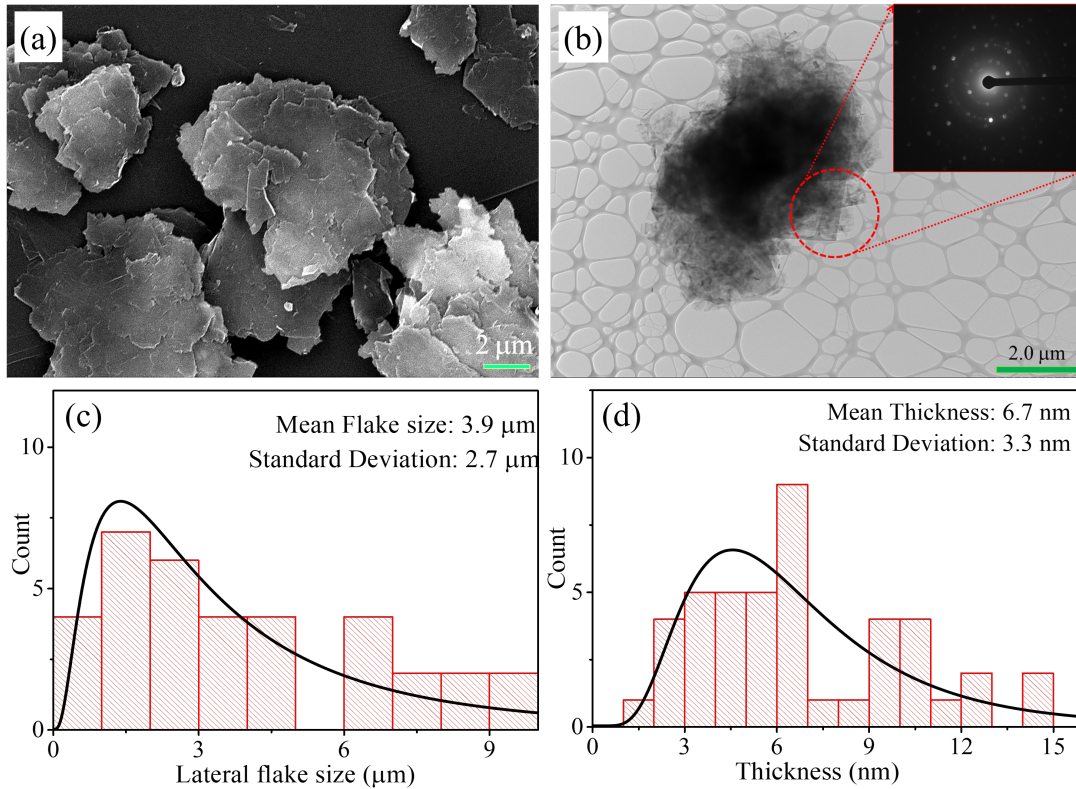 (a)
2 μm
(b)
2.0 μm
(c)
Mean Flake size: 3.9 μm
Standard Deviation: 2.7 μm
Count
10
5
0
0 3 6 9
Lateral flake size (μm)
(d)
Mean Thickness: 6.7 nm
Standard Deviation: 3.3 nm
Count
10
5
0
0 3 6 9 12 15
Thickness (nm)